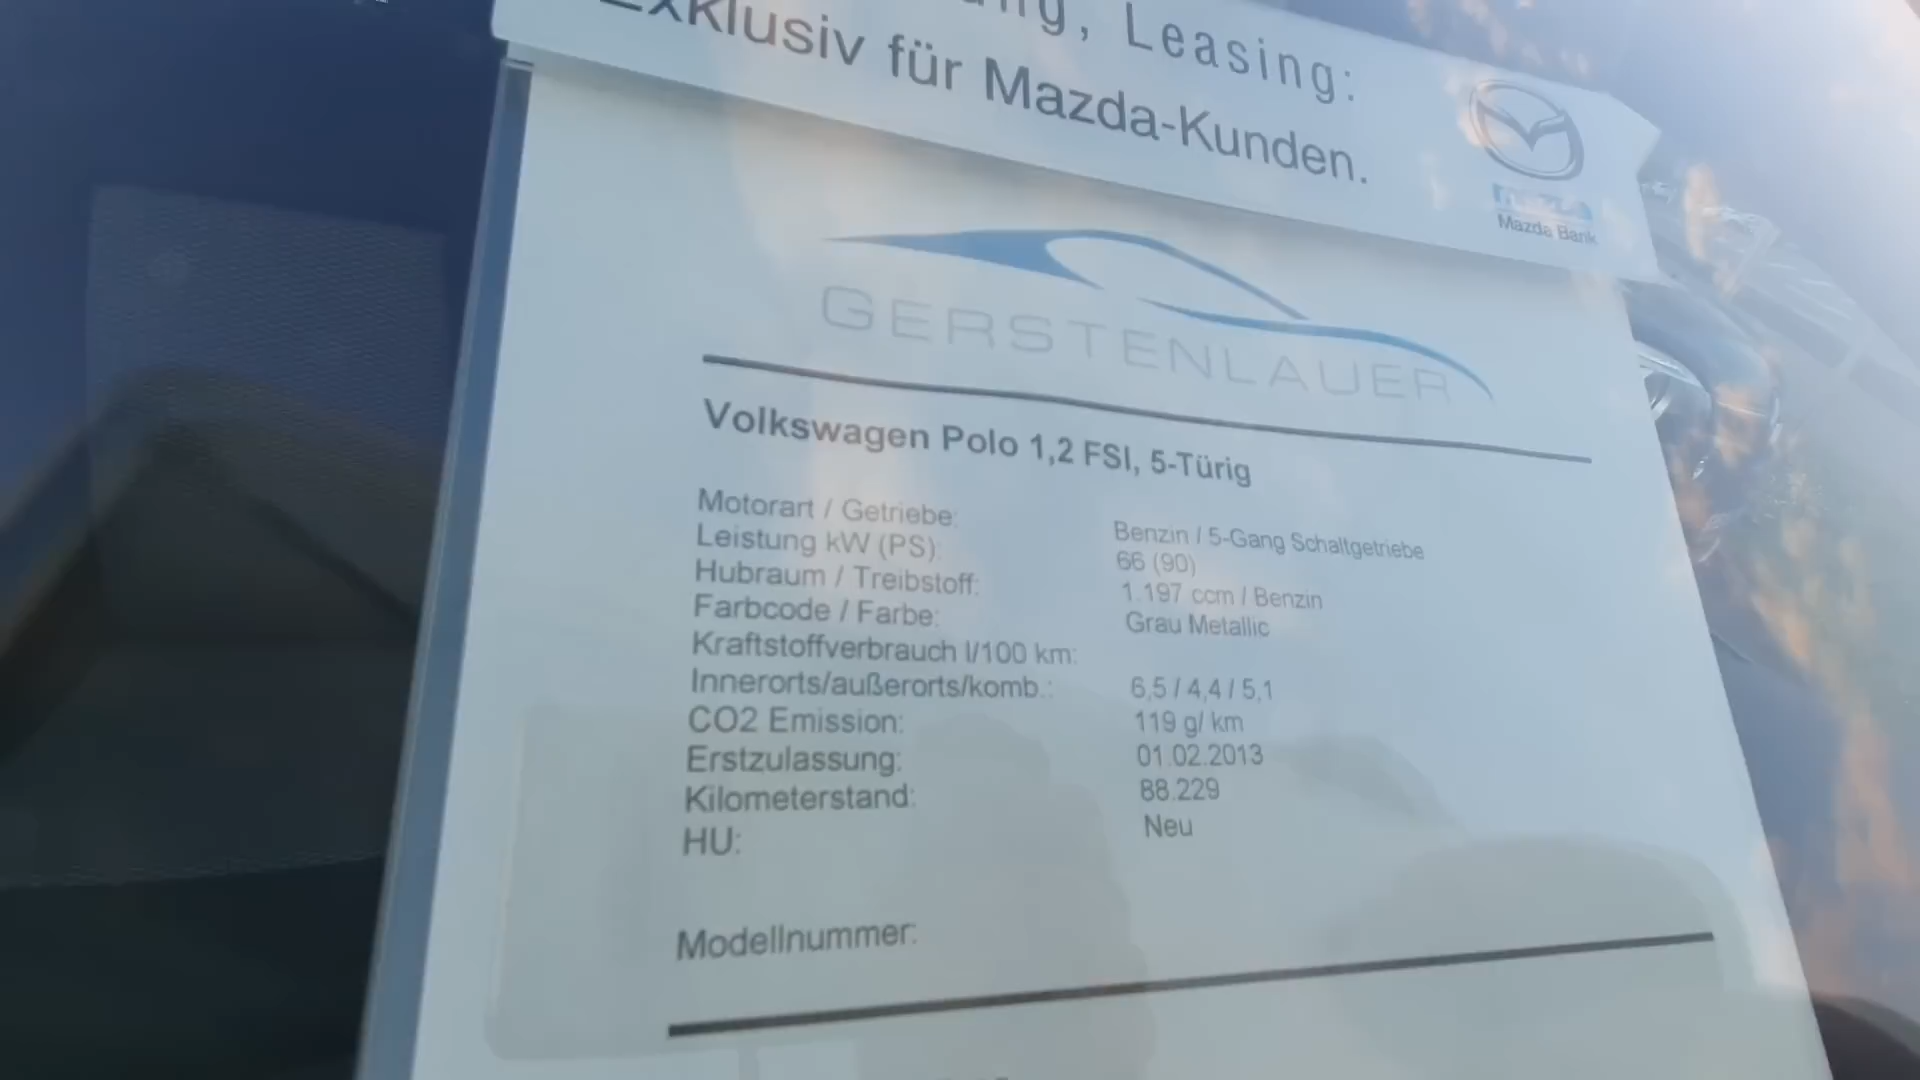 ng, Leasing:
Exklusiv für Mazda-Kunden.
mazda
Mazda Bank
GERSTENLAUER
Volkswagen Polo 1,2 FSI, 5-Türig
Motorart / Getriebe: Benzin / 5-Gang Schaltgetriebe
Leistung kW (PS): 66 (90)
Hubraum / Treibstoff: 1.197 ccm / Benzin
Farbcode / Farbe: Grau Metallic
Kraftstoffverbrauch l/100 km:
Innerorts/außerorts/komb.: 6,5 / 4,4 / 5,1
CO2 Emission: 119 g/ km
Erstzulassung: 01.02.2013
Kilometerstand: 88.229
HU: Neu
Modellnummer: